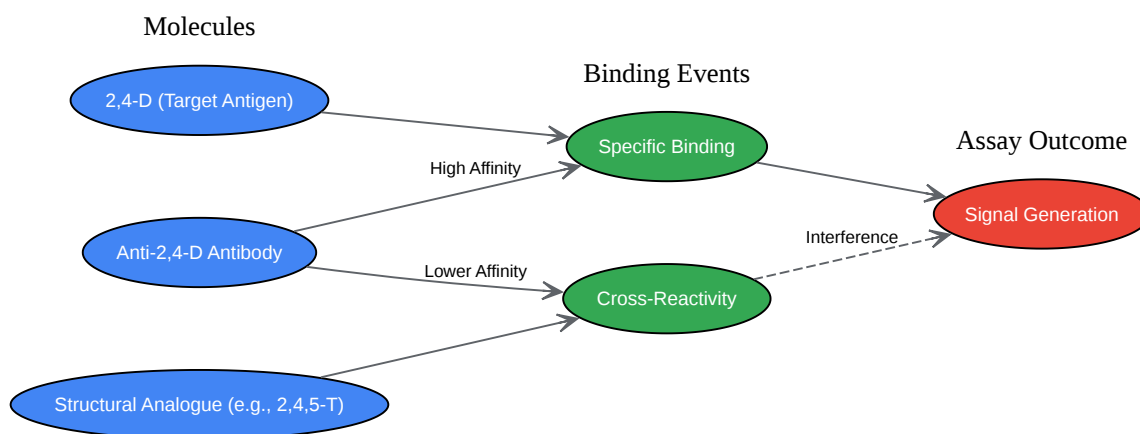 Molecules
2,4-D (Target Antigen)
Binding Events
Specific Binding
Assay Outcome
High Affinity
Signal Generation
Anti-2,4-D Antibody
Interference
Lower Affinity
Cross-Reactivity
Structural Analogue (e.g., 2,4,5-T)